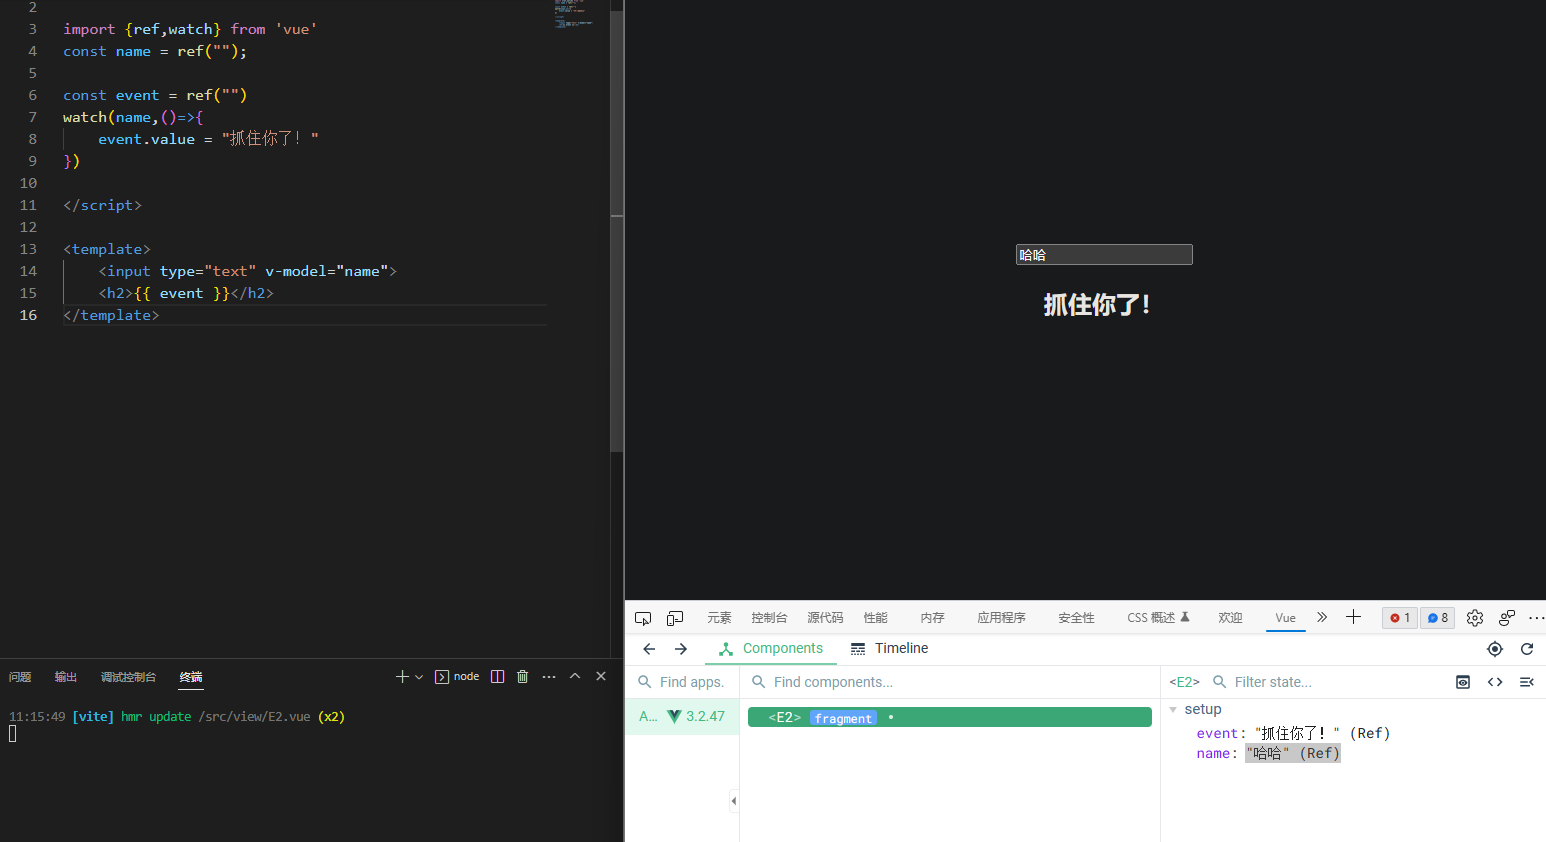 2
3 import {ref,watch} from 'vue'
4 const name = ref("");
5
6 const event = ref("")
7 watch(name,()=>{
8 event.value = "抓住你了！"
9 })
10
11 </script>
12
13 <template>
14 <input type="text" v-model="name">
15 <h2>{{ event }}</h2>
16 </template>
问题 输出 调试控制台 终端 node
11:15:49 [vite] hmr update /src/view/E2.vue (x2)
哈哈
抓住你了！
元素 控制台 源代码 性能 内存 应用程序 安全性 CSS 概述 欢迎 Vue 1 8
Components Timeline
Find apps. Find components... <E2> Filter state...
A... 3.2.47 <E2> fragment
setup
event: "抓住你了！" (Ref)
name: "哈哈" (Ref)